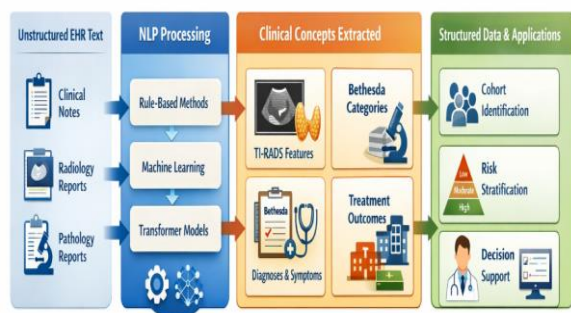 Unstructured EHR Text
Clinical
Notes
Radiology
Reports
Pathology
Reports
NLP Processing
Rule-Based Methods
Machine Learning
Transformer Models
Clinical Concepts Extracted
TI-RADS Features
Bethesda
Categories
Bethesda
Diagnoses & Symptoms
Treatment
Outcomes
Structured Data & Applications
Cohort
Identification
Low
Moderate
High
Risk
Stratification
Decision
Support